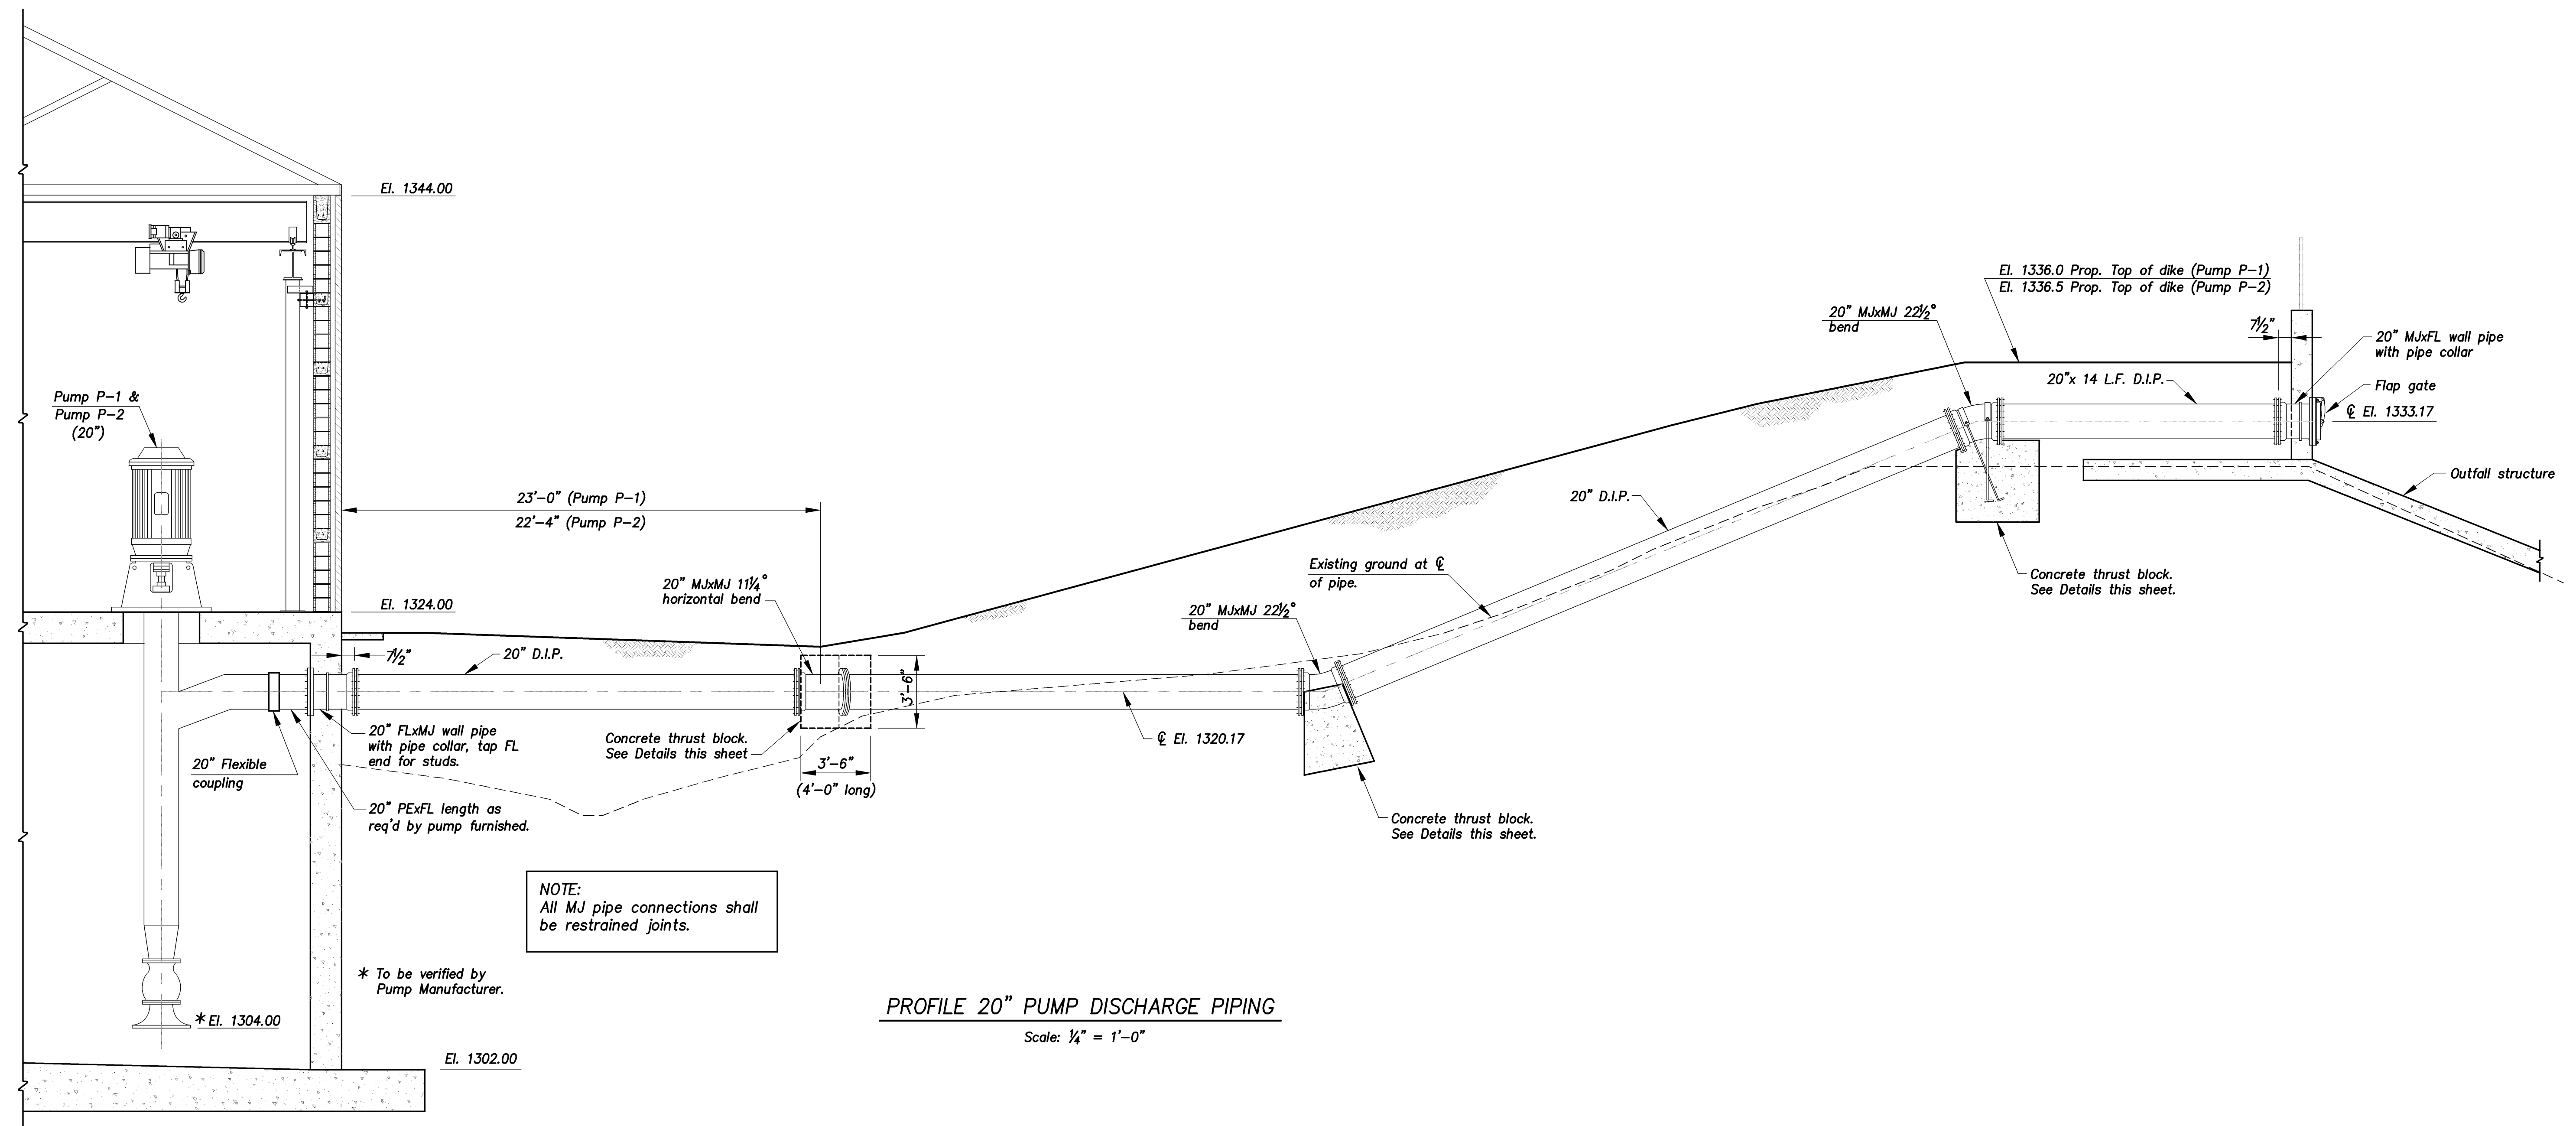 El. 1344.00
El. 1336.0 Prop. Top of dike (Pump P-1)
El. 1336.5 Prop. Top of dike (Pump P-2)
20" MJxMJ 22½°
bend
7½"
20" MJxFL wall pipe
with pipe collar
Flap gate
℄ El. 1333.17
20"x 14 L.F. D.I.P.
Pump P-1 &
Pump P-2
(20")
Outfall structure
23'-0" (Pump P-1)
22'-4" (Pump P-2)
20" D.I.P.
Existing ground at ℄
of pipe.
Concrete thrust block.
See Details this sheet.
20" MJxMJ 11¼°
horizontal bend
El. 1324.00
20" MJxMJ 22½°
bend
7½"
20" D.I.P.
3'-6"
20" FLxMJ wall pipe
with pipe collar, tap FL
end for studs.
Concrete thrust block.
See Details this sheet
℄ El. 1320.17
20" Flexible
coupling
3'-6"
(4'-0" long)
20" PExFL length as
req'd by pump furnished.
Concrete thrust block.
See Details this sheet.
NOTE:
All MJ pipe connections shall
be restrained joints.
* To be verified by
Pump Manufacturer.
* El. 1304.00
PROFILE 20" PUMP DISCHARGE PIPING
Scale: ¼" = 1'-0"
El. 1302.00